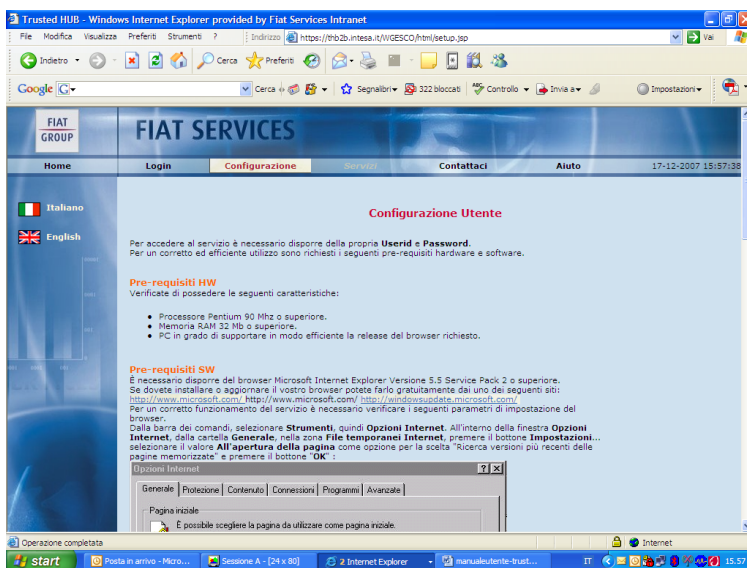 Trusted HUB - Windows Internet Explorer provided by Fiat Services Intranet
File Modifica Visualizza Preferiti Strumenti ? Indirizzo https://thb2b.intesa.it/WGESCO/html/setup.jsp Vai
Indietro Cerca Preferiti
Google G Cerca Segnalibri 322 bloccati Controllo Invia a Impostazioni
FIAT GROUP
FIAT SERVICES
Home Login Configurazione Servizi Contattaci Aiuto 17-12-2007 15:57:38
Italiano
English
Configurazione Utente
Per accedere al servizio è necessario disporre della propria Userid e Password.
Per un corretto ed efficiente utilizzo sono richiesti i seguenti pre-requisiti hardware e software.
Pre-requisiti HW
Verificate di possedere le seguenti caratteristiche:
• Processore Pentium 90 Mhz o superiore.
• Memoria RAM 32 Mb o superiore.
• PC in grado di supportare in modo efficiente la release del browser richiesto.
Pre-requisiti SW
È necessario disporre del browser Microsoft Internet Explorer Versione 5.5 Service Pack 2 o superiore.
Se dovete installare o aggiornare il vostro browser potete farlo gratuitamente dai uno dei seguenti siti:
http://www.microsoft.com/ http://www.microsoft.com/ http://windowsupdate.microsoft.com/
Per un corretto funzionamento del servizio è necessario verificare i seguenti parametri di impostazione del
browser.
Dalla barra dei comandi, selezionare Strumenti, quindi Opzioni Internet. All'interno della finestra Opzioni
Internet, dalla cartella Generale, nella zona File temporanei Internet, premere il bottone Impostazioni...
selezionare il valore All'apertura della pagina come opzione per la scelta "Ricerca versioni più recenti delle
pagine memorizzate" e premere il bottone "OK" :
Opzioni Internet
Generale Protezione Contenuto Connessioni Programmi Avanzate
Pagina iniziale
È possibile scegliere la pagina da utilizzare come pagina iniziale.
Operazione completata Internet
start Posta in arrivo - Micro... Sessione A - [24 x 80] 2 Internet Explorer manualeutente-trust... IT 15.57